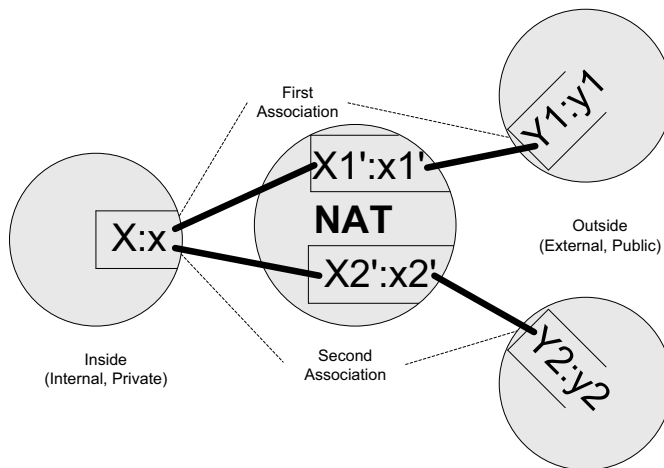 First
Association
Y1:y1
X1':x1'
X:x
NAT
Outside
(External, Public)
X2':x2'
Inside
(Internal, Private)
Second
Association
Y2:y2